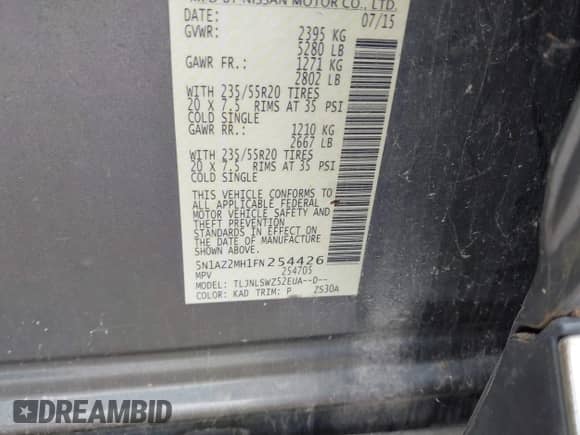 MFD BY NISSAN MOTOR CO., LTD.
DATE: 07/15
GVWR: 2395 KG
5280 LB
GAWR FR.: 1271 KG
2802 LB
WITH 235/55R20 TIRES
20 X 7.5 RIMS AT 35 PSI
COLD SINGLE
GAWR RR.: 1210 KG
2667 LB
WITH 235/55R20 TIRES
20 X 7.5 RIMS AT 35 PSI
COLD SINGLE
THIS VEHICLE CONFORMS TO
ALL APPLICABLE FEDERAL
MOTOR VEHICLE SAFETY AND
THEFT PREVENTION
STANDARDS IN EFFECT ON
THE DATE OF MANUFACTURE
SHOWN ABOVE.
5N1AZ2MH1FN254426
MPV 254705
MODEL: TLJNLSWZ52EUA--D--
COLOR: KAD TRIM: P ZS30A
DREAMBID